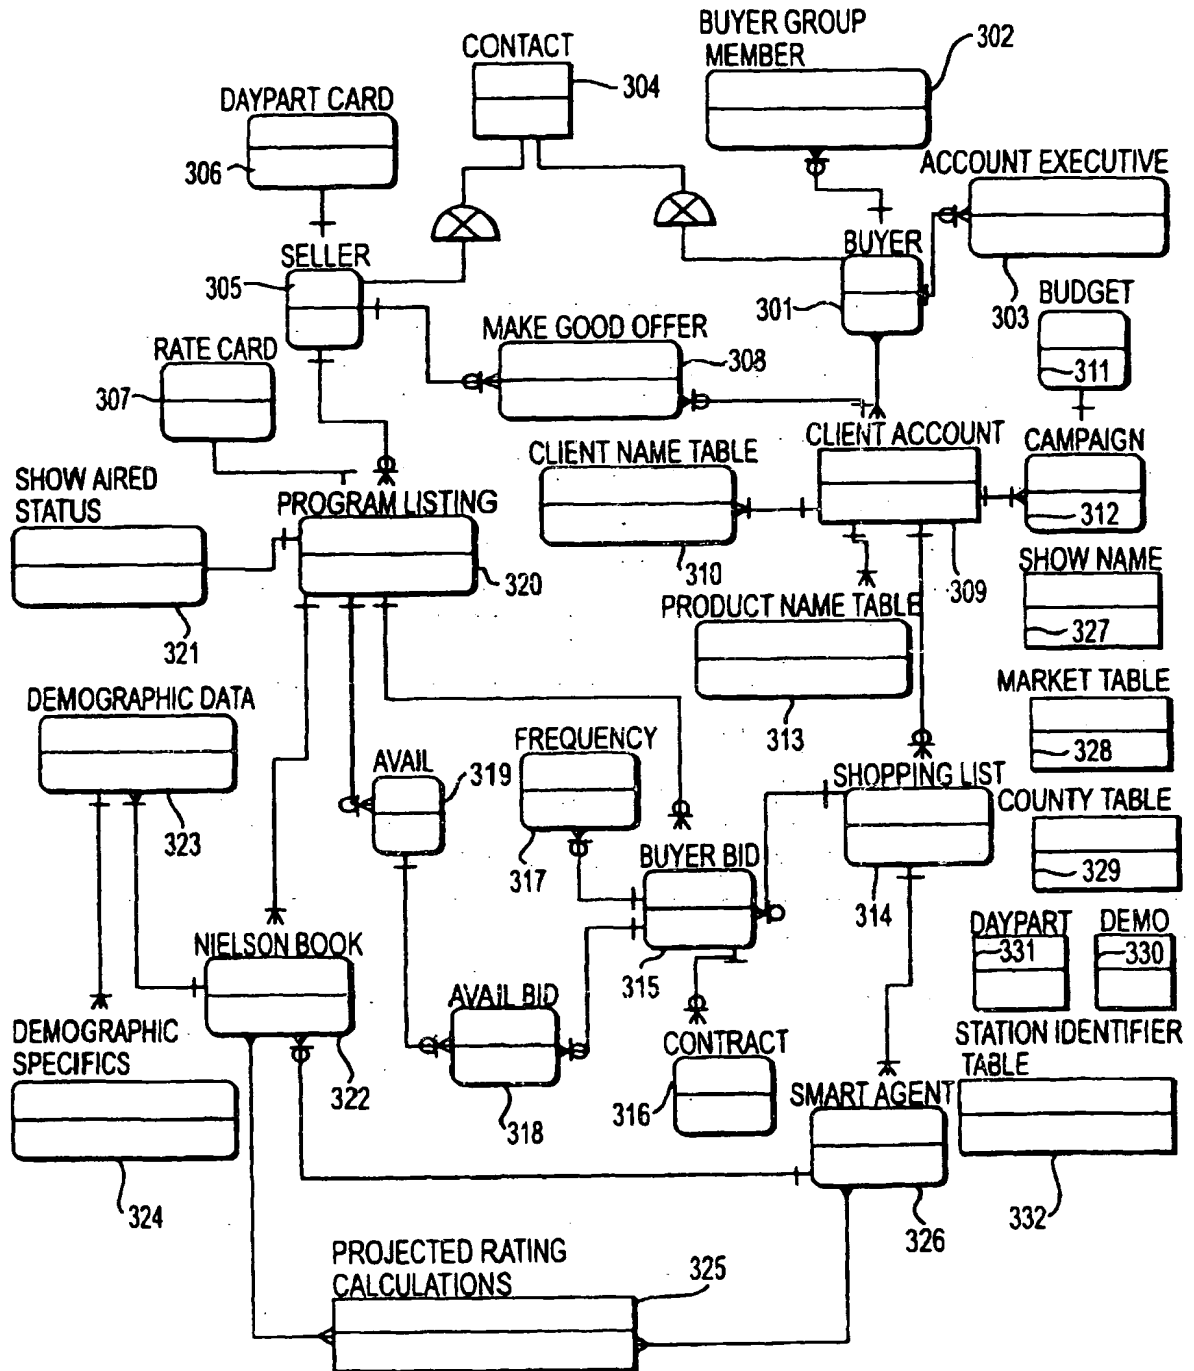 BUYER GROUP
MEMBER
302
CONTACT
304
DAYPART CARD
306
ACCOUNT EXECUTIVE
303
SELLER
305
BUYER
301
BUDGET
311
MAKE GOOD OFFER
308
RATE CARD
307
CLIENT ACCOUNT
309
CAMPAIGN
312
CLIENT NAME TABLE
310
SHOW AIRED
STATUS
321
PROGRAM LISTING
320
SHOW NAME
327
PRODUCT NAME TABLE
313
DEMOGRAPHIC DATA
323
MARKET TABLE
328
AVAIL
319
FREQUENCY
317
SHOPPING LIST
314
COUNTY TABLE
329
BUYER BID
315
DAYPART
331
DEMO
330
NIELSON BOOK
322
AVAIL BID
318
CONTRACT
316
DEMOGRAPHIC
SPECIFICS
324
SMART AGENT
326
STATION IDENTIFIER
TABLE
332
PROJECTED RATING
CALCULATIONS
325